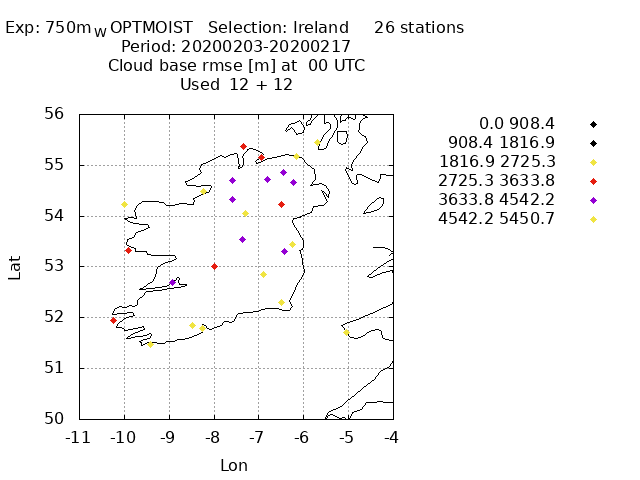 Exp: 750m_W OPTMOIST Selection: Ireland 26 stations
Period: 20200203-20200217
Cloud base rmse [m] at 00 UTC
Used 12 + 12
0.0 908.4
908.4 1816.9
1816.9 2725.3
2725.3 3633.8
3633.8 4542.2
4542.2 5450.7
56
55
54
53
52
51
50
Lat
-11 -10 -9 -8 -7 -6 -5 -4
Lon